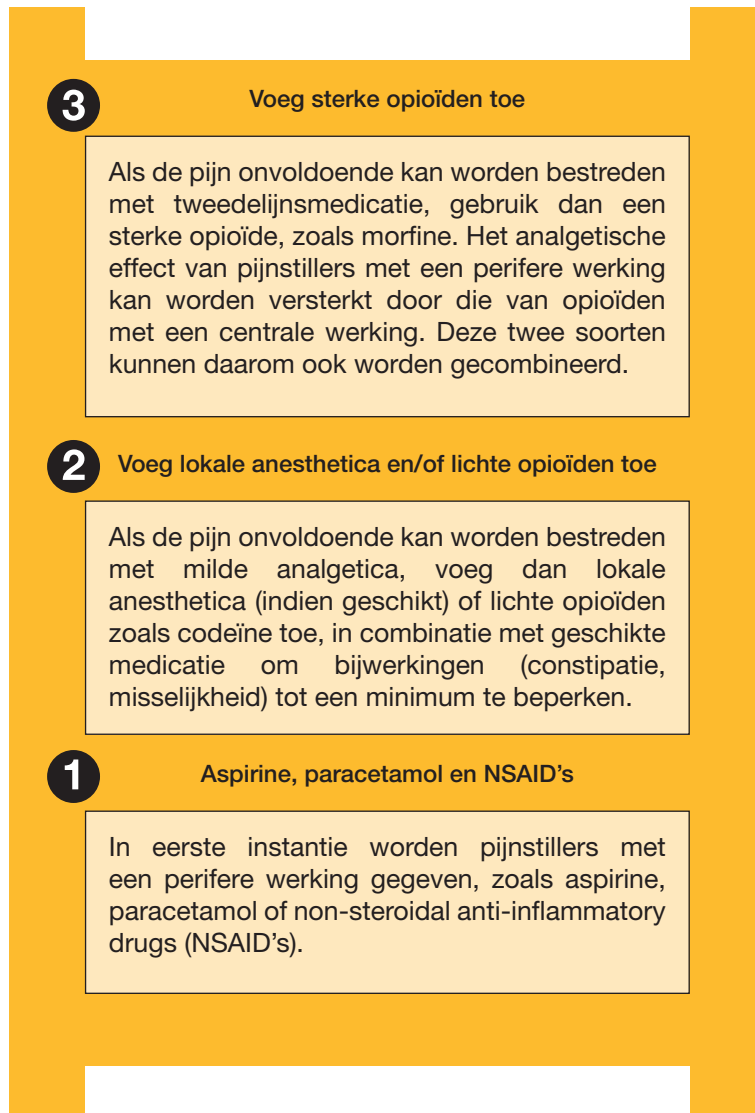 3
Voeg sterke opioïden toe
Als de pijn onvoldoende kan worden bestreden
met tweedelijnsmedicatie, gebruik dan een
sterke opioïde, zoals morfine. Het analgetische
effect van pijnstillers met een perifere werking
kan worden versterkt door die van opioïden
met een centrale werking. Deze twee soorten
kunnen daarom ook worden gecombineerd.
2
Voeg lokale anesthetica en/of lichte opioïden toe
Als de pijn onvoldoende kan worden bestreden
met milde analgetica, voeg dan lokale
anesthetica (indien geschikt) of lichte opioïden
zoals codeïne toe, in combinatie met geschikte
medicatie om bijwerkingen (constipatie,
misselijkheid) tot een minimum te beperken.
1
Aspirine, paracetamol en NSAID's
In eerste instantie worden pijnstillers met
een perifere werking gegeven, zoals aspirine,
paracetamol of non-steroidal anti-inflammatory
drugs (NSAID's).